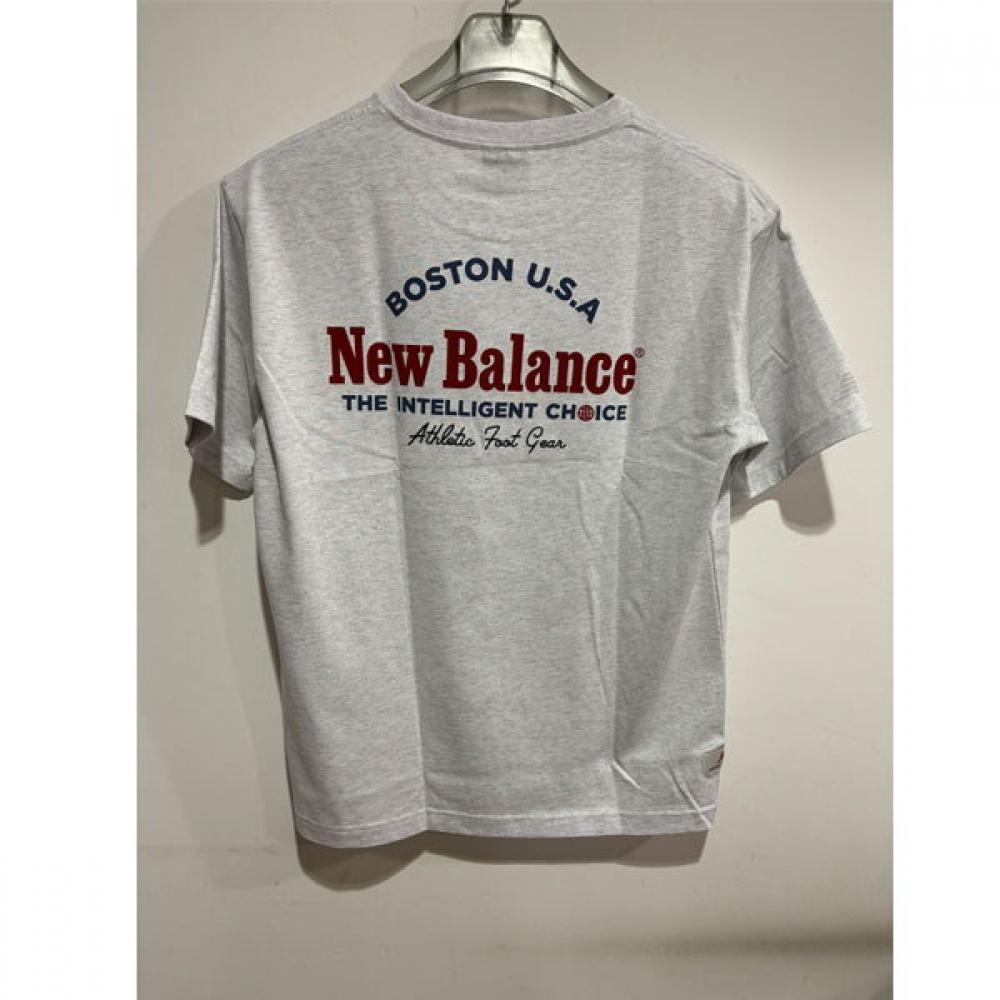 BOSTON U.S.A
New Balance®
THE INTELLIGENT CHOICE
Athletic Foot Gear